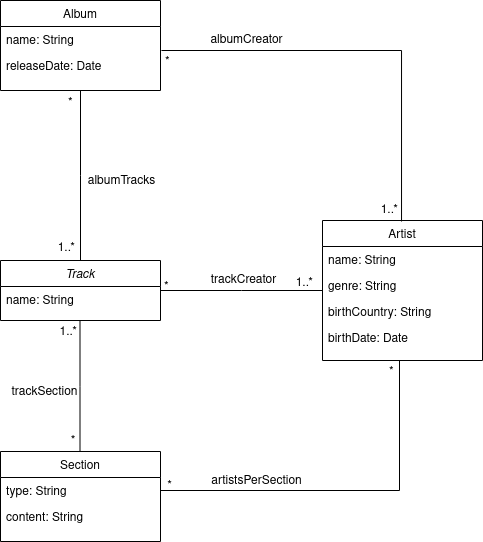 Album
name: String
releaseDate: Date
albumCreator
*
*
albumTracks
1..*
1..*
Track
name: String
*
trackCreator
1..*
Artist
name: String
genre: String
birthCountry: String
birthDate: Date
1..*
trackSection
*
*
Section
type: String
content: String
*
artistsPerSection